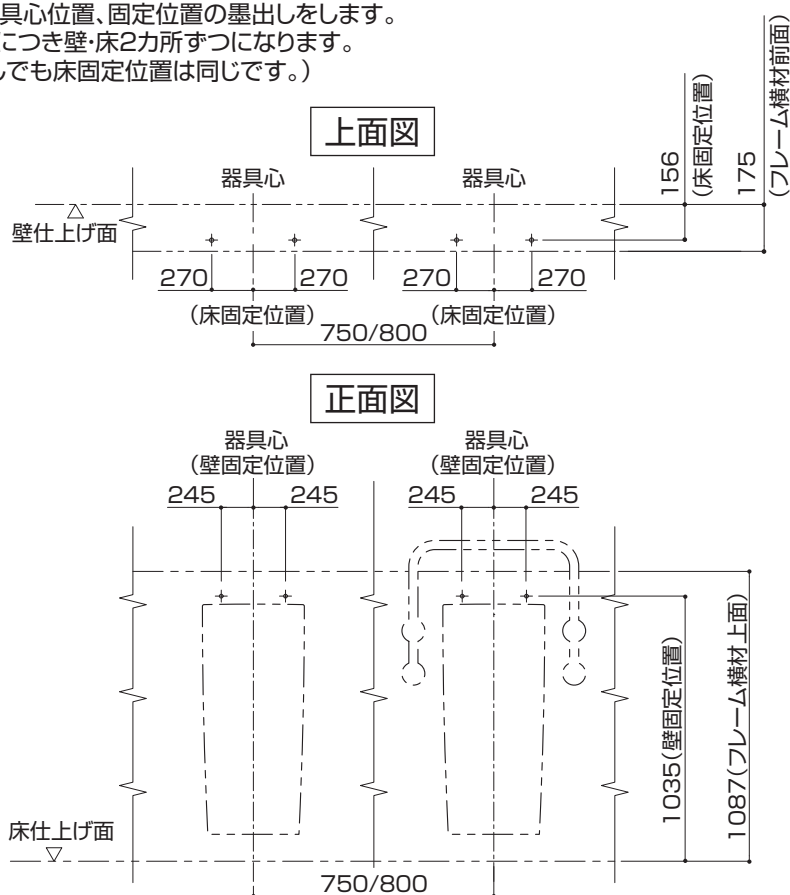 具心位置、固定位置の墨出しをします。
につき壁・床2カ所ずつになります。
しでも床固定位置は同じです。）
上面図
器具心
器具心
156
(床固定位置)
175
(フレーム横材前面)
壁仕上げ面
270
270
270
270
(床固定位置)
(床固定位置)
750/800
正面図
器具心
(壁固定位置)
器具心
(壁固定位置)
245
245
245
245
1035(壁固定位置)
1087(フレーム横材上面)
床仕上げ面
750/800